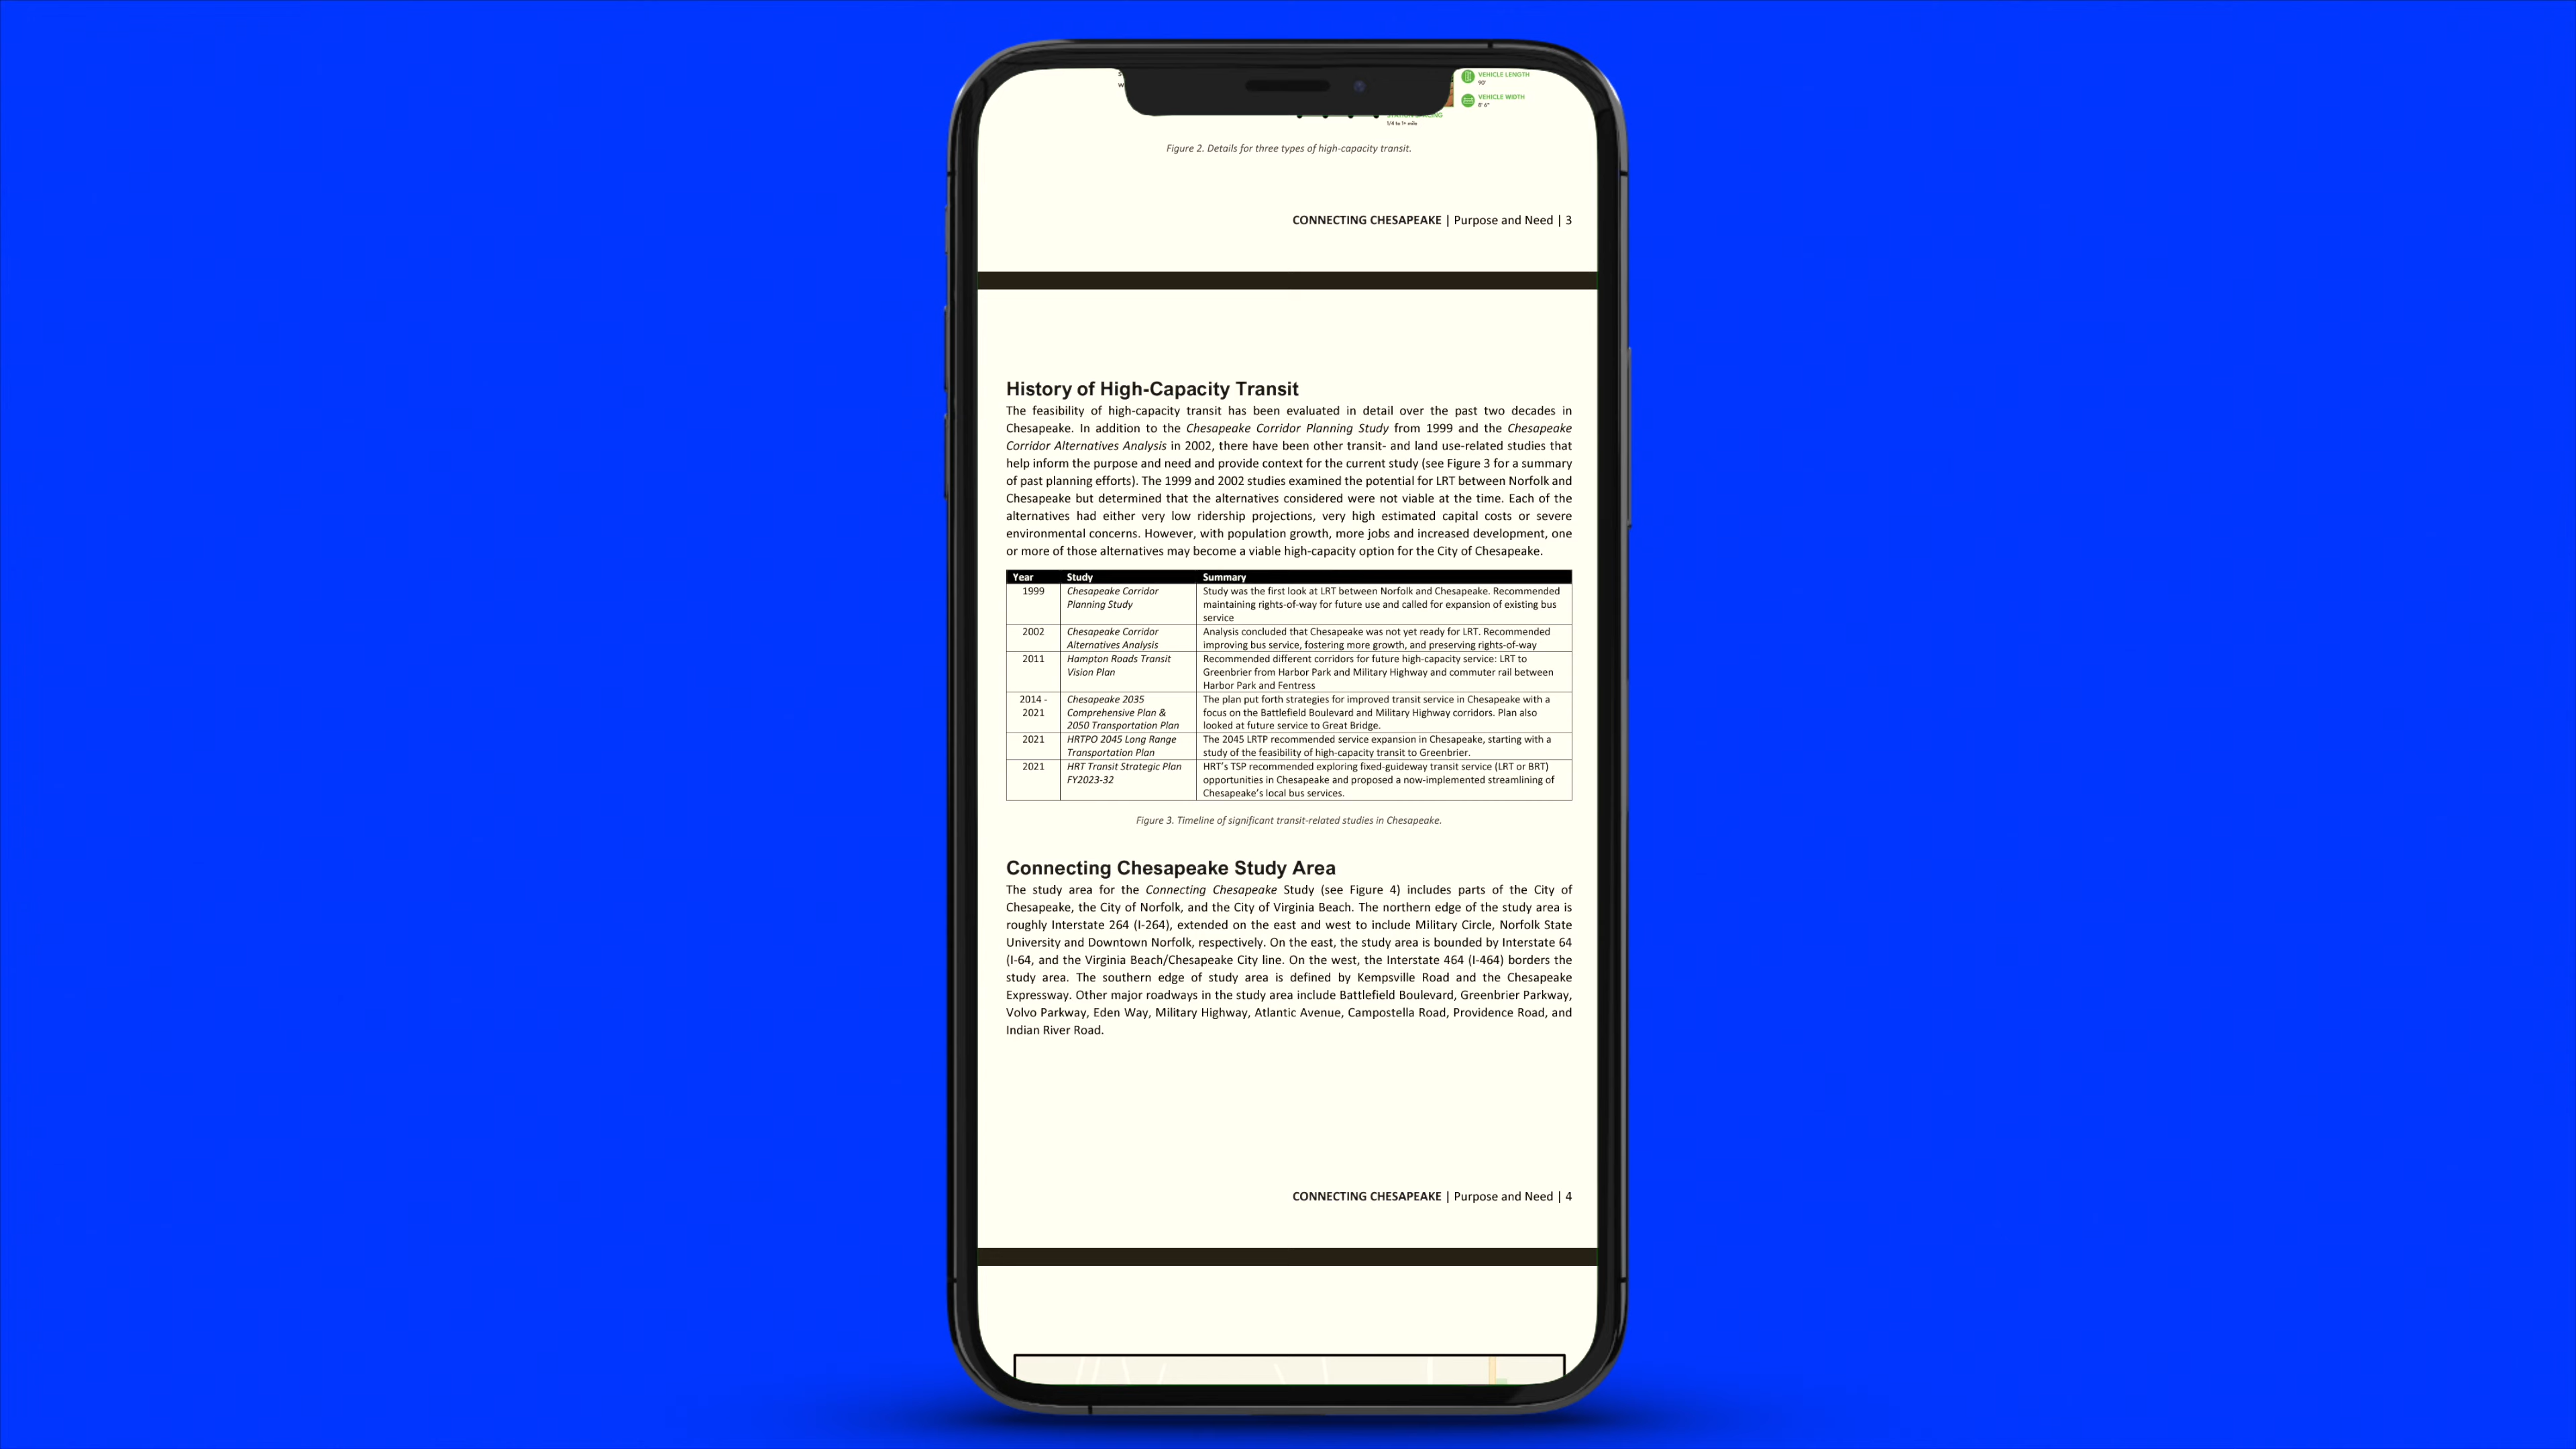 VEHICLE LENGTH
90'
VEHICLE WIDTH
8' 6"
1/4 to 1+ mile
Figure 2. Details for three types of high-capacity transit.
CONNECTING CHESAPEAKE | Purpose and Need | 3
History of High-Capacity Transit
The feasibility of high-capacity transit has been evaluated in detail over the past two decades in
Chesapeake. In addition to the Chesapeake Corridor Planning Study from 1999 and the Chesapeake
Corridor Alternatives Analysis in 2002, there have been other transit- and land use-related studies that
help inform the purpose and need and provide context for the current study (see Figure 3 for a summary
of past planning efforts). The 1999 and 2002 studies examined the potential for LRT between Norfolk and
Chesapeake but determined that the alternatives considered were not viable at the time. Each of the
alternatives had either very low ridership projections, very high estimated capital costs or severe
environmental concerns. However, with population growth, more jobs and increased development, one
or more of those alternatives may become a viable high-capacity option for the City of Chesapeake.
Year Study Summary
1999 Chesapeake Corridor Study was the first look at LRT between Norfolk and Chesapeake. Recommended
Planning Study maintaining rights-of-way for future use and called for expansion of existing bus
service
2002 Chesapeake Corridor Analysis concluded that Chesapeake was not yet ready for LRT. Recommended
Alternatives Analysis improving bus service, fostering more growth, and preserving rights-of-way
2011 Hampton Roads Transit Recommended different corridors for future high-capacity service: LRT to
Vision Plan Greenbrier from Harbor Park and Military Highway and commuter rail between
Harbor Park and Fentress
2014 - Chesapeake 2035 The plan put forth strategies for improved transit service in Chesapeake with a
2021 Comprehensive Plan & focus on the Battlefield Boulevard and Military Highway corridors. Plan also
2050 Transportation Plan looked at future service to Great Bridge.
2021 HRTPO 2045 Long Range The 2045 LRTP recommended service expansion in Chesapeake, starting with a
Transportation Plan study of the feasibility of high-capacity transit to Greenbrier.
2021 HRT Transit Strategic Plan HRT's TSP recommended exploring fixed-guideway transit service (LRT or BRT)
FY2023-32 opportunities in Chesapeake and proposed a now-implemented streamlining of
Chesapeake's local bus services.
Figure 3. Timeline of significant transit-related studies in Chesapeake.
Connecting Chesapeake Study Area
The study area for the Connecting Chesapeake Study (see Figure 4) includes parts of the City of
Chesapeake, the City of Norfolk, and the City of Virginia Beach. The northern edge of the study area is
roughly Interstate 264 (I-264), extended on the east and west to include Military Circle, Norfolk State
University and Downtown Norfolk, respectively. On the east, the study area is bounded by Interstate 64
(I-64, and the Virginia Beach/Chesapeake City line. On the west, the Interstate 464 (I-464) borders the
study area. The southern edge of study area is defined by Kempsville Road and the Chesapeake
Expressway. Other major roadways in the study area include Battlefield Boulevard, Greenbrier Parkway,
Volvo Parkway, Eden Way, Military Highway, Atlantic Avenue, Campostella Road, Providence Road, and
Indian River Road.
CONNECTING CHESAPEAKE | Purpose and Need | 4